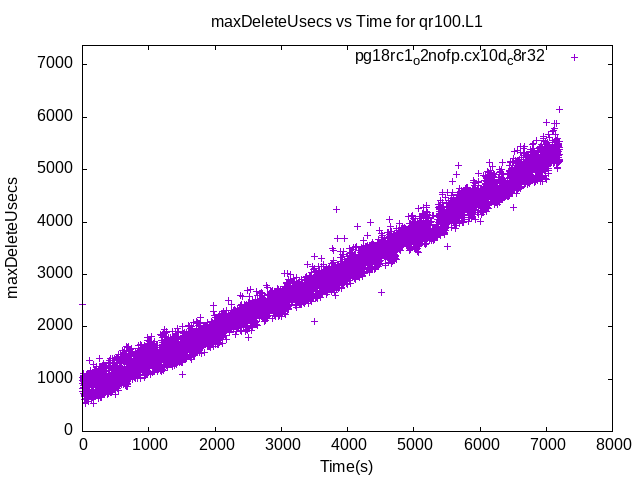 maxDeleteUsecs vs Time for qr100.L1
pg18rc1o2nofp.cx10dc8r32
7000
6000
5000
4000
3000
2000
1000
0
maxDeleteUsecs
0 1000 2000 3000 4000 5000 6000 7000 8000
Time(s)